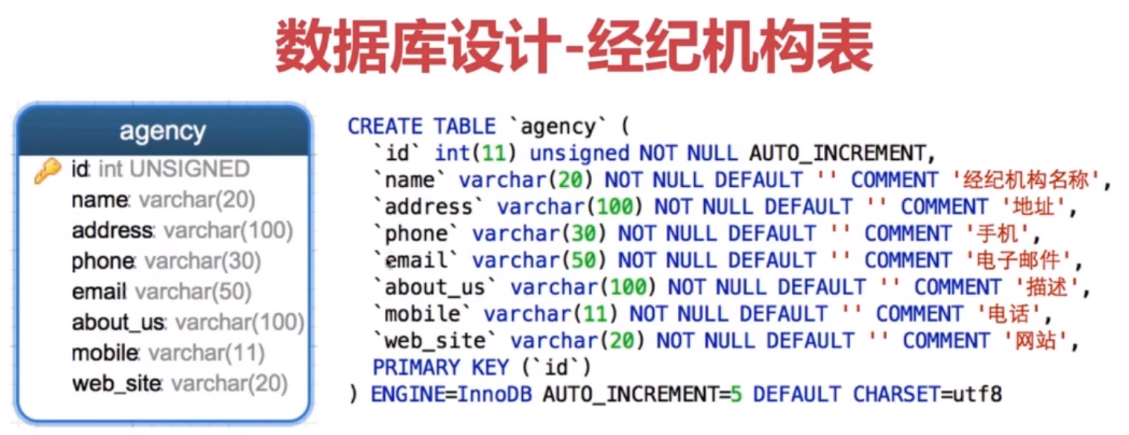 数据库设计-经纪机构表
agency
id: int UNSIGNED
name: varchar(20)
address: varchar(100)
phone: varchar(30)
email varchar(50)
about_us: varchar(100)
mobile: varchar(11)
web_site: varchar(20)
CREATE TABLE `agency` (
`id` int(11) unsigned NOT NULL AUTO_INCREMENT,
`name` varchar(20) NOT NULL DEFAULT '' COMMENT '经纪机构名称',
`address` varchar(100) NOT NULL DEFAULT '' COMMENT '地址',
`phone` varchar(30) NOT NULL DEFAULT '' COMMENT '手机',
`email` varchar(50) NOT NULL DEFAULT '' COMMENT '电子邮件',
`about_us` varchar(100) NOT NULL DEFAULT '' COMMENT '描述',
`mobile` varchar(11) NOT NULL DEFAULT '' COMMENT '电话',
`web_site` varchar(20) NOT NULL DEFAULT '' COMMENT '网站',
PRIMARY KEY (`id`)
) ENGINE=InnoDB AUTO_INCREMENT=5 DEFAULT CHARSET=utf8